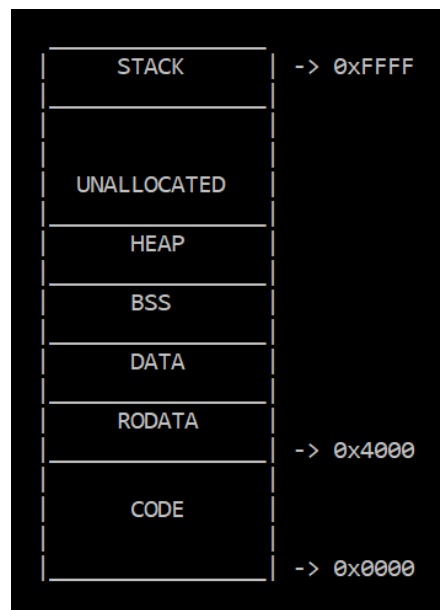 STACK -> 0xFFFF
UNALLOCATED
HEAP
BSS
DATA
RODATA
-> 0x4000
CODE
-> 0x0000